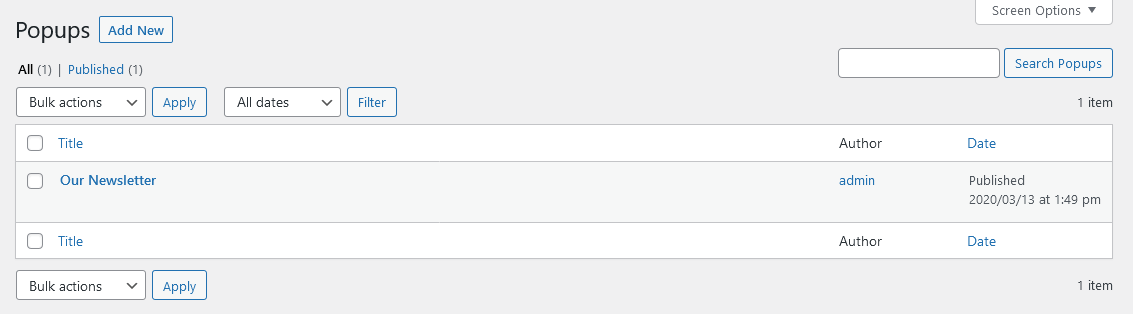 Screen Options
Popups Add New
All (1) | Published (1)
Search Popups
Bulk actions Apply All dates Filter 1 item
Title Author Date
Our Newsletter admin Published
2020/03/13 at 1:49 pm
Title Author Date
Bulk actions Apply 1 item